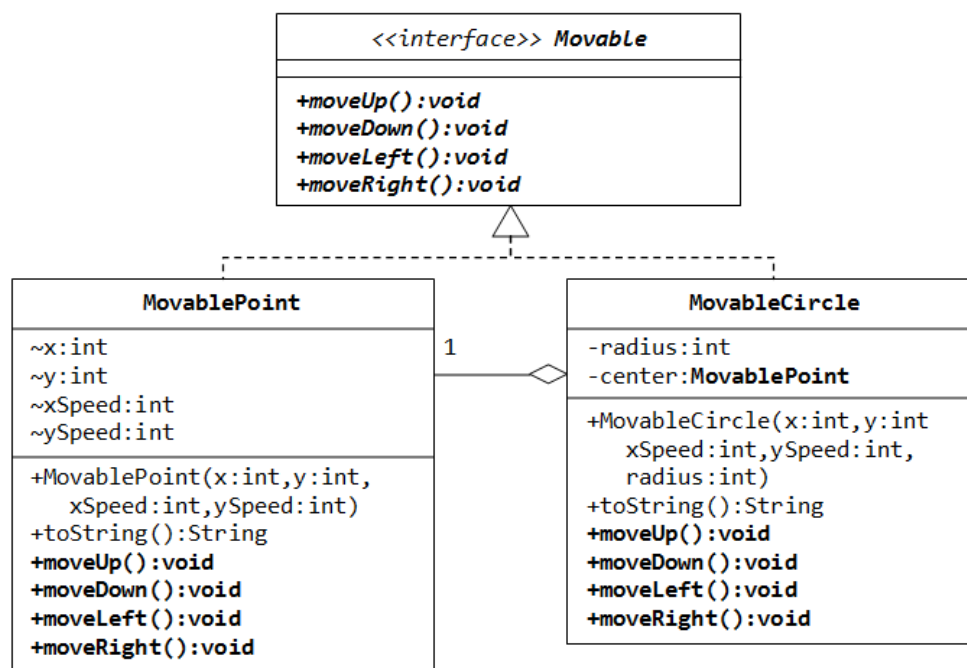 <<interface>> Movable
+moveUp():void
+moveDown():void
+moveLeft():void
+moveRight():void
MovablePoint
~x:int
~y:int
~xSpeed:int
~ySpeed:int
+MovablePoint(x:int,y:int,
xSpeed:int,ySpeed:int)
+toString():String
+moveUp():void
+moveDown():void
+moveLeft():void
+moveRight():void
1
MovableCircle
-radius:int
-center:MovablePoint
+MovableCircle(x:int,y:int
xSpeed:int,ySpeed:int,
radius:int)
+toString():String
+moveUp():void
+moveDown():void
+moveLeft():void
+moveRight():void